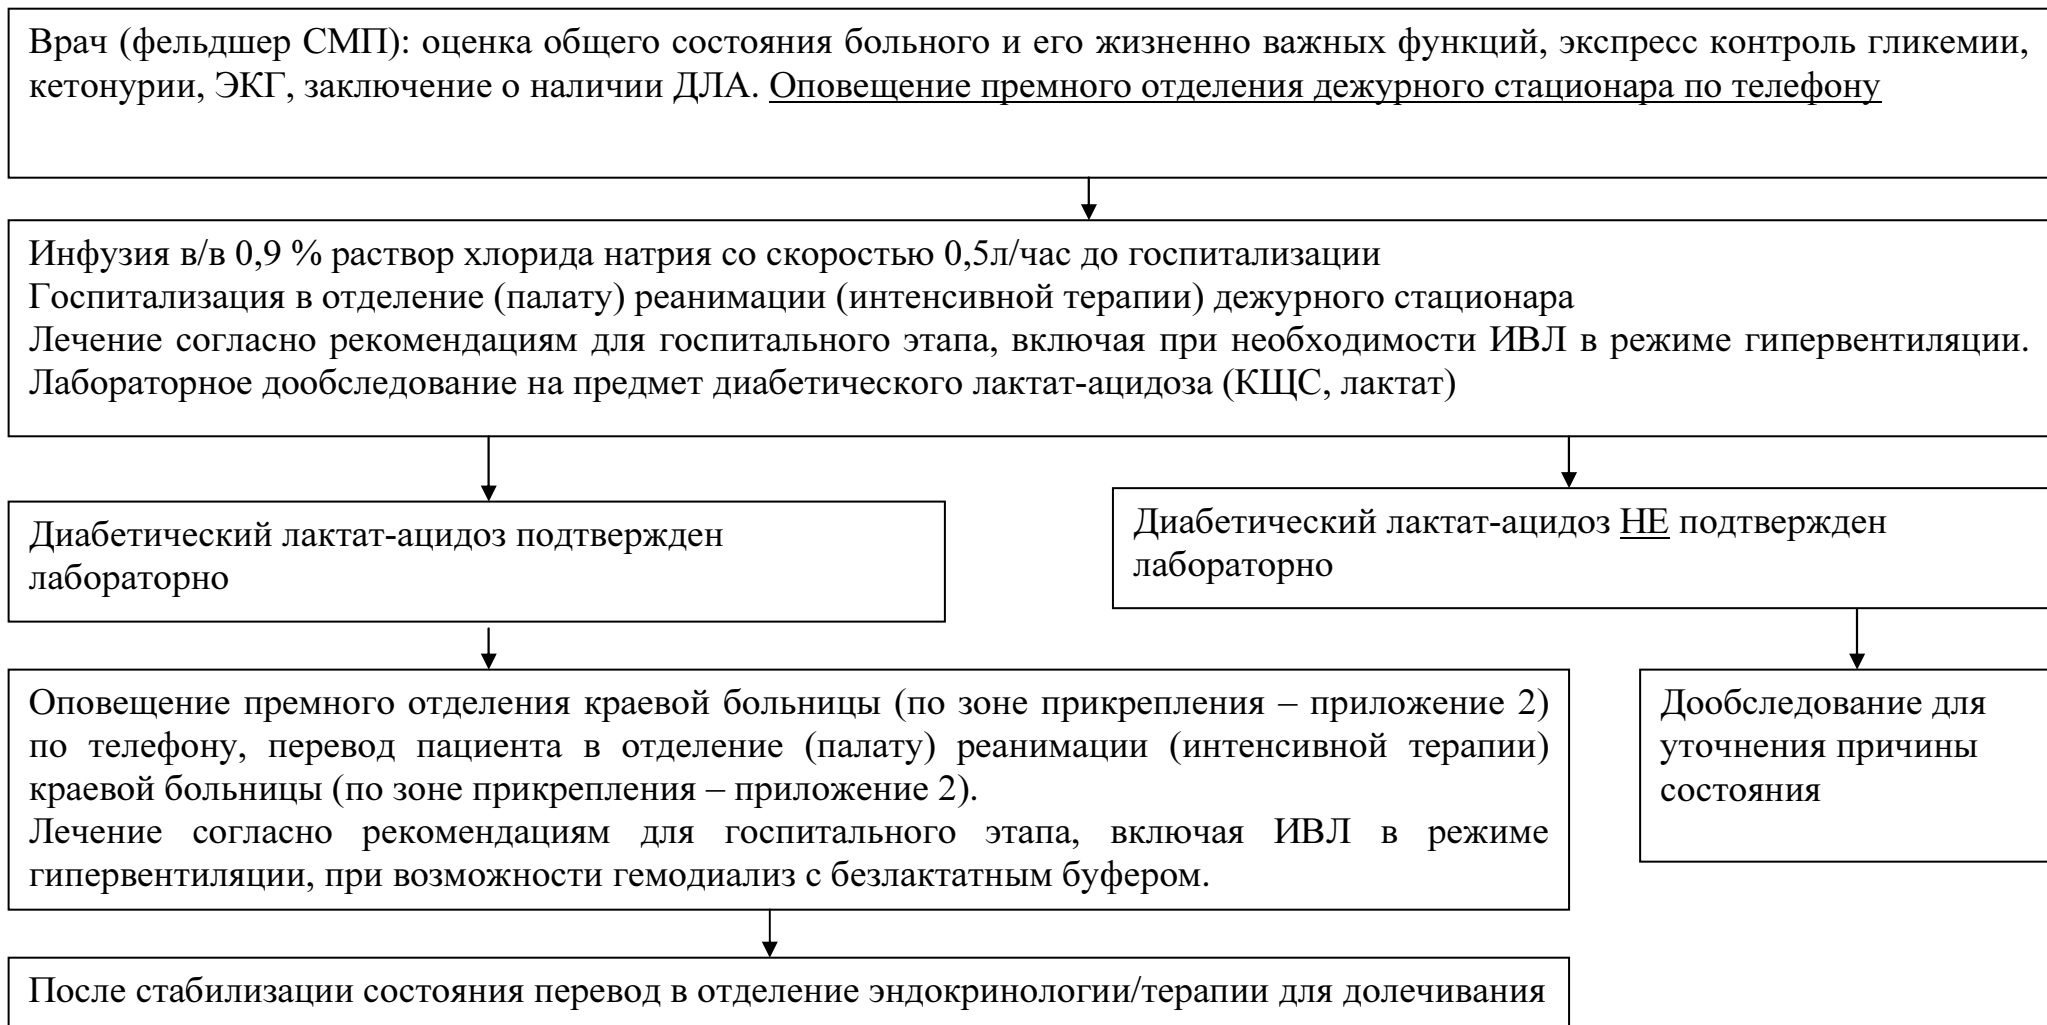 Врач (фельдшер СМП): оценка общего состояния больного и его жизненно важных функций, экспресс контроль гликемии,
кетонурии, ЭКГ, заключение о наличии ДЛА. Оповещение премного отделения дежурного стационара по телефону
Инфузия в/в 0,9 % раствор хлорида натрия со скоростью 0,5л/час до госпитализации
Госпитализация в отделение (палату) реанимации (интенсивной терапии) дежурного стационара
Лечение согласно рекомендациям для госпитального этапа, включая при необходимости ИВЛ в режиме гипервентиляции.
Лабораторное дообследование на предмет диабетического лактат-ацидоза (КЩС, лактат)
Диабетический лактат-ацидоз подтвержден
лабораторно
Диабетический лактат-ацидоз НЕ подтвержден
лабораторно
Оповещение премного отделения краевой больницы (по зоне прикрепления – приложение 2)
по телефону, перевод пациента в отделение (палату) реанимации (интенсивной терапии)
краевой больницы (по зоне прикрепления – приложение 2).
Лечение согласно рекомендациям для госпитального этапа, включая ИВЛ в режиме
гипервентиляции, при возможности гемодиализ с безлактатным буфером.
Дообследование для
уточнения причины
состояния
После стабилизации состояния перевод в отделение эндокринологии/терапии для долечивания